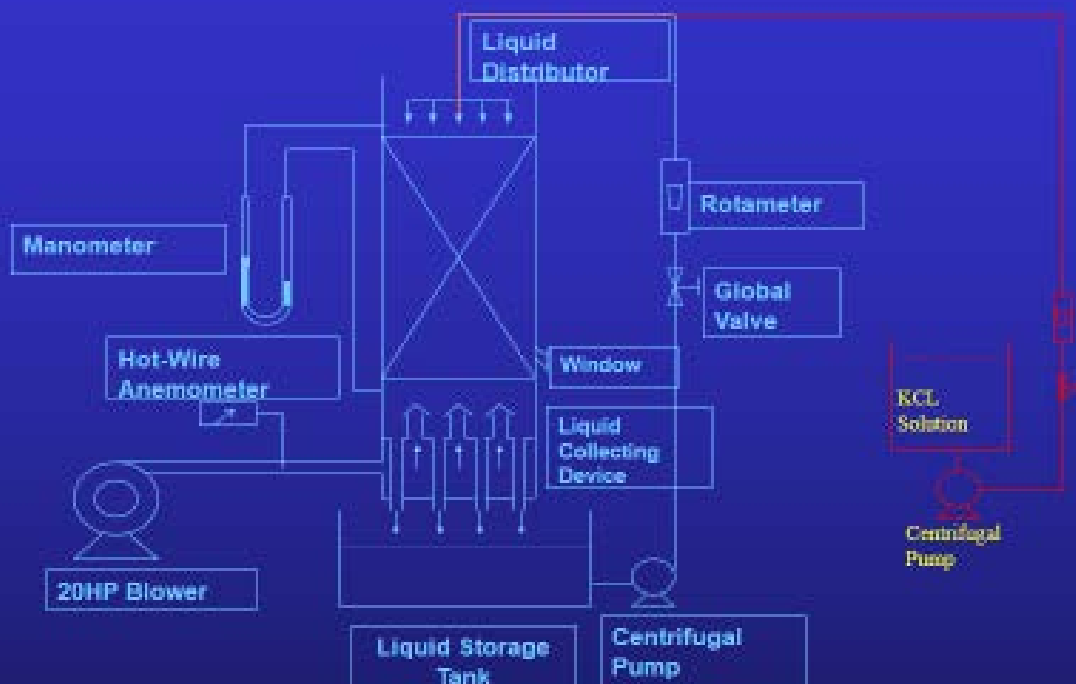 Liquid
Distributor
Rotameter
Manometer
Global
Valve
Hot-Wire
Anemometer
Window
KCL
Solution
Liquid
Collecting
Device
Centrifugal
Pump
20HP Blower
Liquid Storage
Tank
Centrifugal
Pump